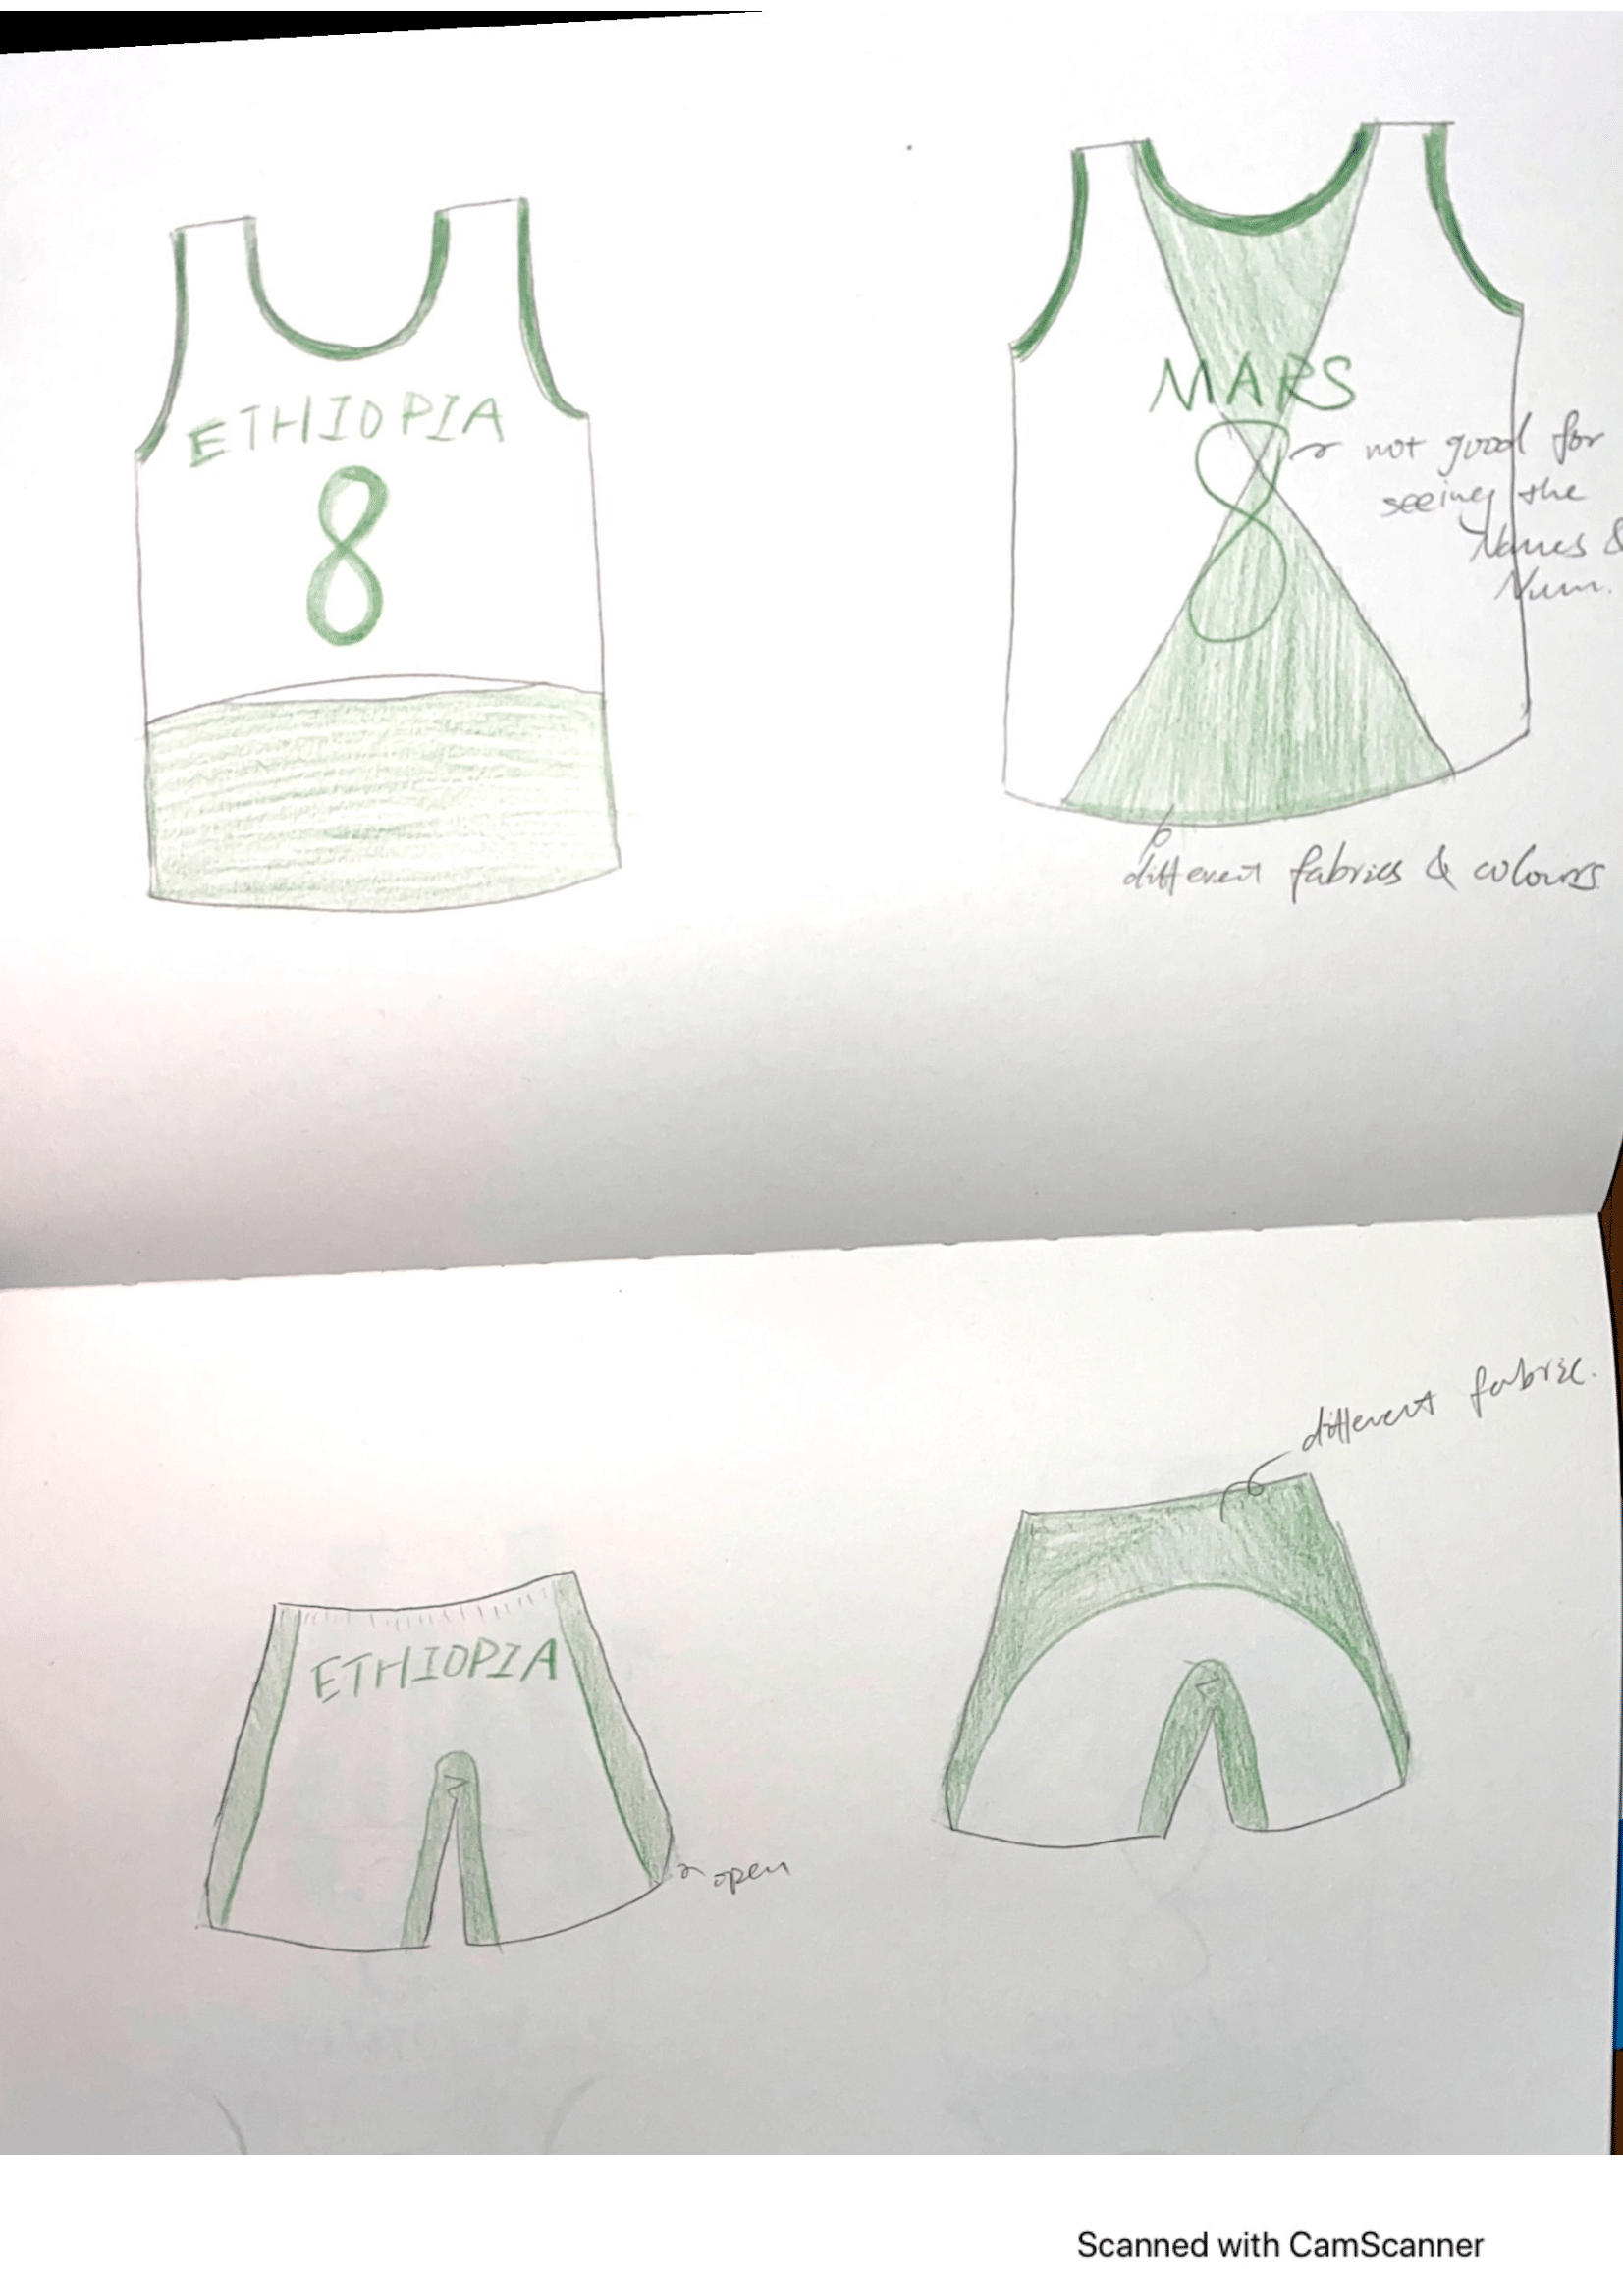 ETHIOPIA
8
MARS
8
not good for
seeing the
Names &
Num.
different fabrics & colours
different fabric.
ETHIOPIA
open
Scanned with CamScanner